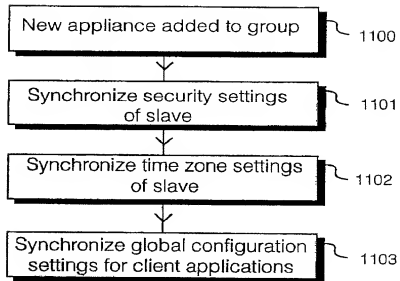 New appliance added to group
1100
Synchronize security settings
of slave
1101
Synchronize time zone settings
of slave
1102
Synchronize global configuration
settings for client applications
1103